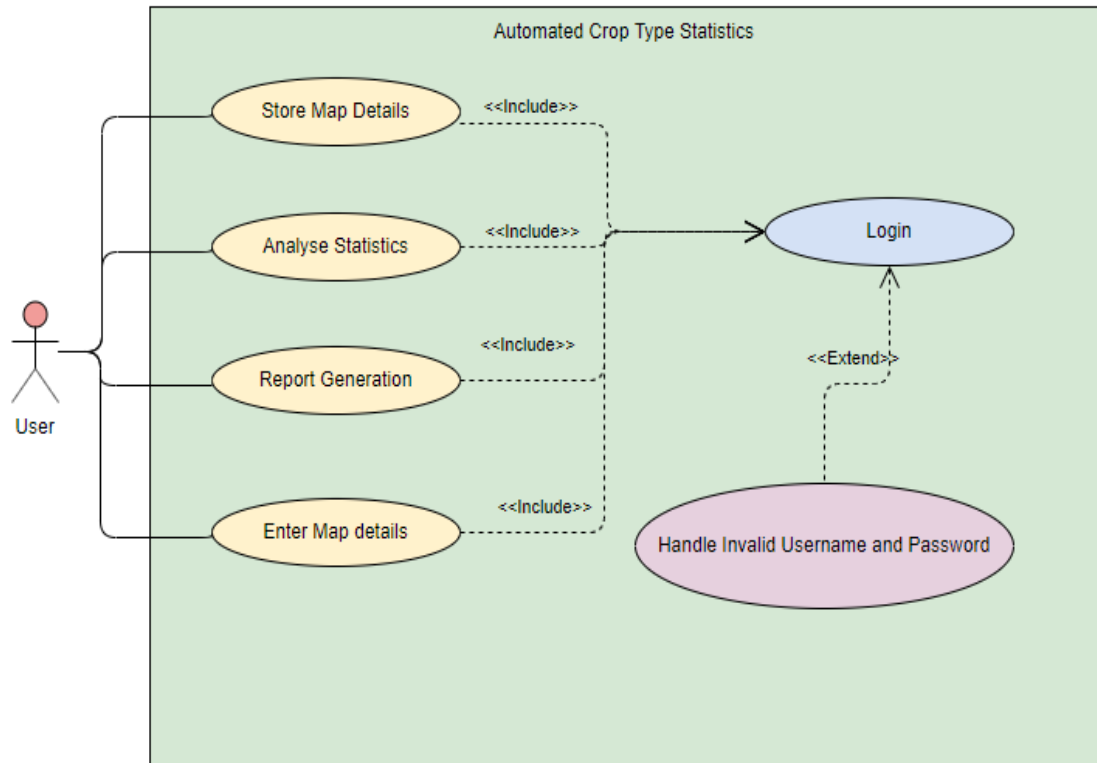 Automated Crop Type Statistics
Store Map Details
<<Include>>
Analyse Statistics
<<Include>>
Login
Report Generation
<<Include>>
<<Extend>>
User
Enter Map details
<<Include>>
Handle Invalid Username and Password